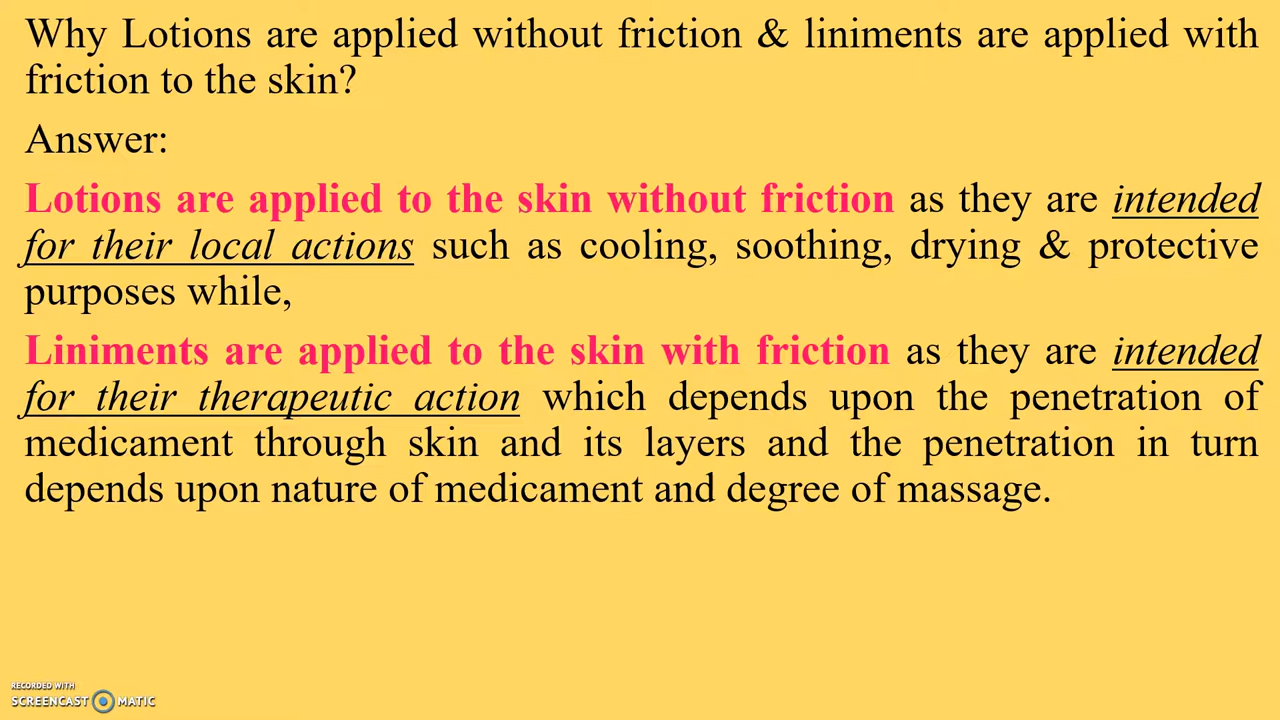 Why Lotions are applied without friction & liniments are applied with
friction to the skin?
Answer:
Lotions are applied to the skin without friction as they are intended
for their local actions such as cooling, soothing, drying & protective
purposes while,
Liniments are applied to the skin with friction as they are intended
for their therapeutic action which depends upon the penetration of
medicament through skin and its layers and the penetration in turn
depends upon nature of medicament and degree of massage.
RECORDED WITH
SCREENCAST MATIC